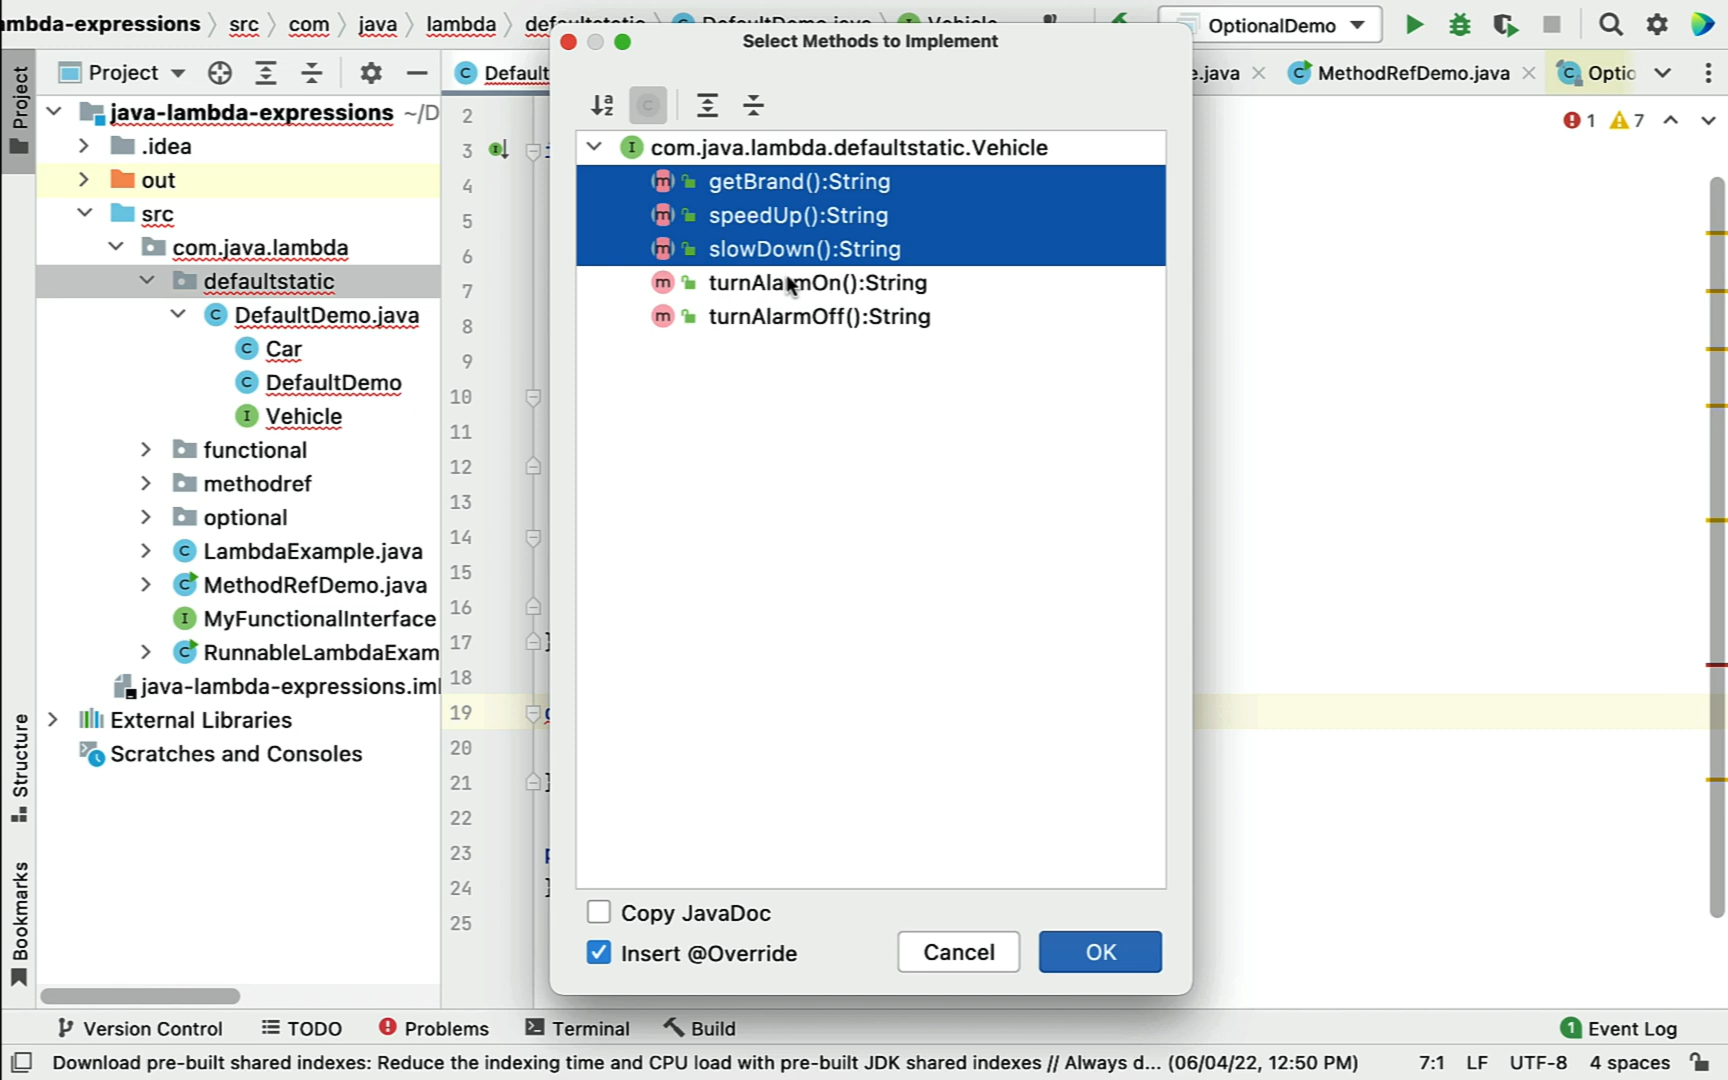 mbda-expressions src com java lambda defaultstatic DefaultDemo.java Vehicle OptionalDemo
Select Methods to Implement
Project
Project
Default
e.java
MethodRefDemo.java
Optio
java-lambda-expressions ~/D
.idea
out
src
com.java.lambda
defaultstatic
DefaultDemo.java
Car
DefaultDemo
Vehicle
functional
methodref
optional
LambdaExample.java
MethodRefDemo.java
MyFunctionalInterface
RunnableLambdaExam
java-lambda-expressions.iml
External Libraries
Scratches and Consoles
Structure
Bookmarks
2
3
4
5
6
7
8
9
10
11
12
13
14
15
16
17
18
19
20
21
22
23
24
25
com.java.lambda.defaultstatic.Vehicle
getBrand():String
speedUp():String
slowDown():String
turnAlarmOn():String
turnAlarmOff():String
1 7
Copy JavaDoc
Insert @Override
Cancel
OK
Version Control TODO Problems Terminal Build 1 Event Log
Download pre-built shared indexes: Reduce the indexing time and CPU load with pre-built JDK shared indexes // Always d... (06/04/22, 12:50 PM) 7:1 LF UTF-8 4 spaces